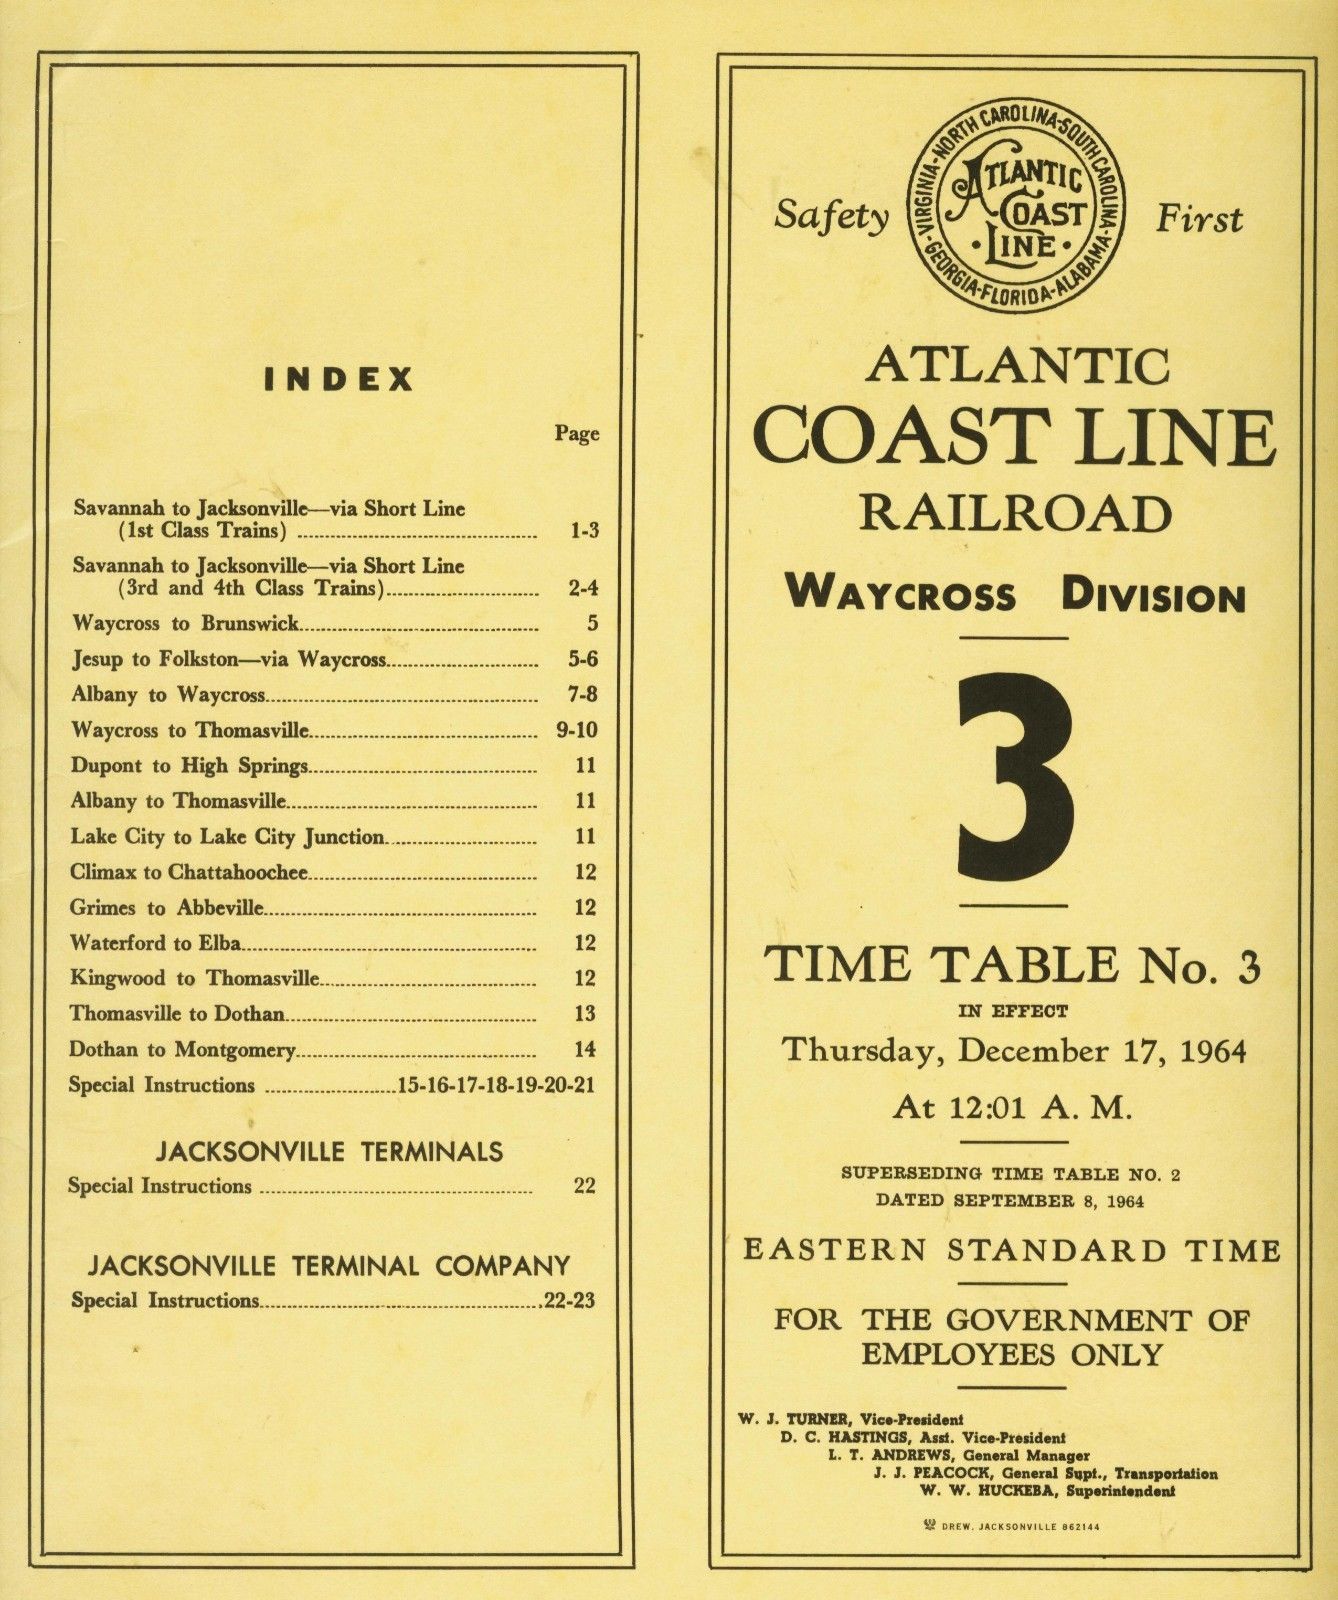 INDEX
Page
Savannah to Jacksonville—via Short Line
(1st Class Trains) 1-3
Savannah to Jacksonville—via Short Line
(3rd and 4th Class Trains) 2-4
Waycross to Brunswick 5
Jesup to Folkston—via Waycross 5-6
Albany to Waycross 7-8
Waycross to Thomasville 9-10
Dupont to High Springs 11
Albany to Thomasville 11
Lake City to Lake City Junction 11
Climax to Chattahoochee 12
Grimes to Abbeville 12
Waterford to Elba 12
Kingwood to Thomasville 12
Thomasville to Dothan 13
Dothan to Montgomery 14
Special Instructions 15-16-17-18-19-20-21
JACKSONVILLE TERMINALS
Special Instructions 22
JACKSONVILLE TERMINAL COMPANY
Special Instructions 22-23
VIRGINIA-NORTH CAROLINA-SOUTH CAROLINA-
GEORGIA-FLORIDA-ALABAMA-
ATLANTIC
COAST
·LINE·
Safety First
ATLANTIC
COAST LINE
RAILROAD
WAYCROSS DIVISION
3
TIME TABLE No. 3
IN EFFECT
Thursday, December 17, 1964
At 12:01 A. M.
SUPERSEDING TIME TABLE NO. 2
DATED SEPTEMBER 8, 1964
EASTERN STANDARD TIME
FOR THE GOVERNMENT OF
EMPLOYEES ONLY
W. J. TURNER, Vice-President
D. C. HASTINGS, Asst. Vice-President
L. T. ANDREWS, General Manager
J. J. PEACOCK, General Supt., Transportation
W. W. HUCKEBA, Superintendent
DREW. JACKSONVILLE 862144